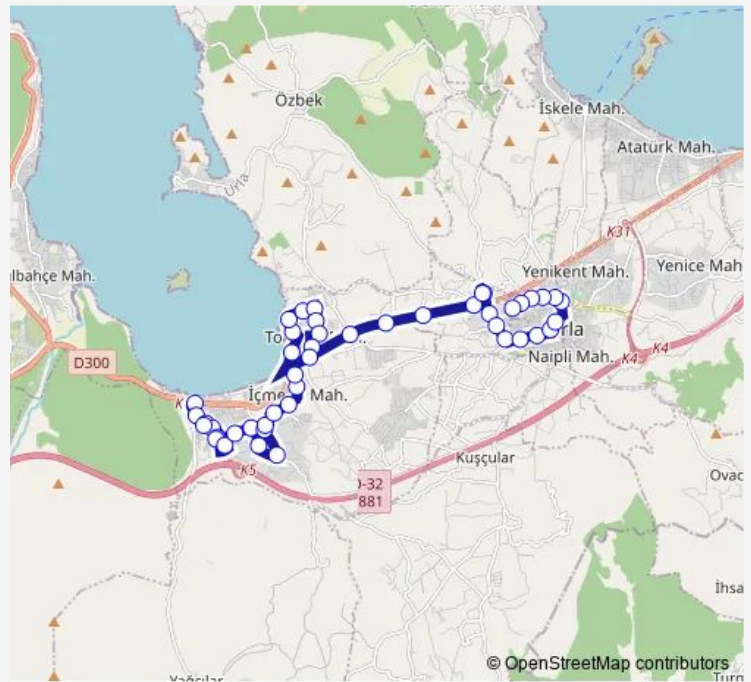 Özbek
İskele Mah.
Atatürk Mah.
Urla
K31
Yenikent Mah.
Yenice Mah
lbahçe Mah.
D300
Naipli Mah.
K4
K4
İçme
Mah.
K5
Kuşçular
881
Ovac
İhsa
Yağcılar
© OpenStreetMap contributors